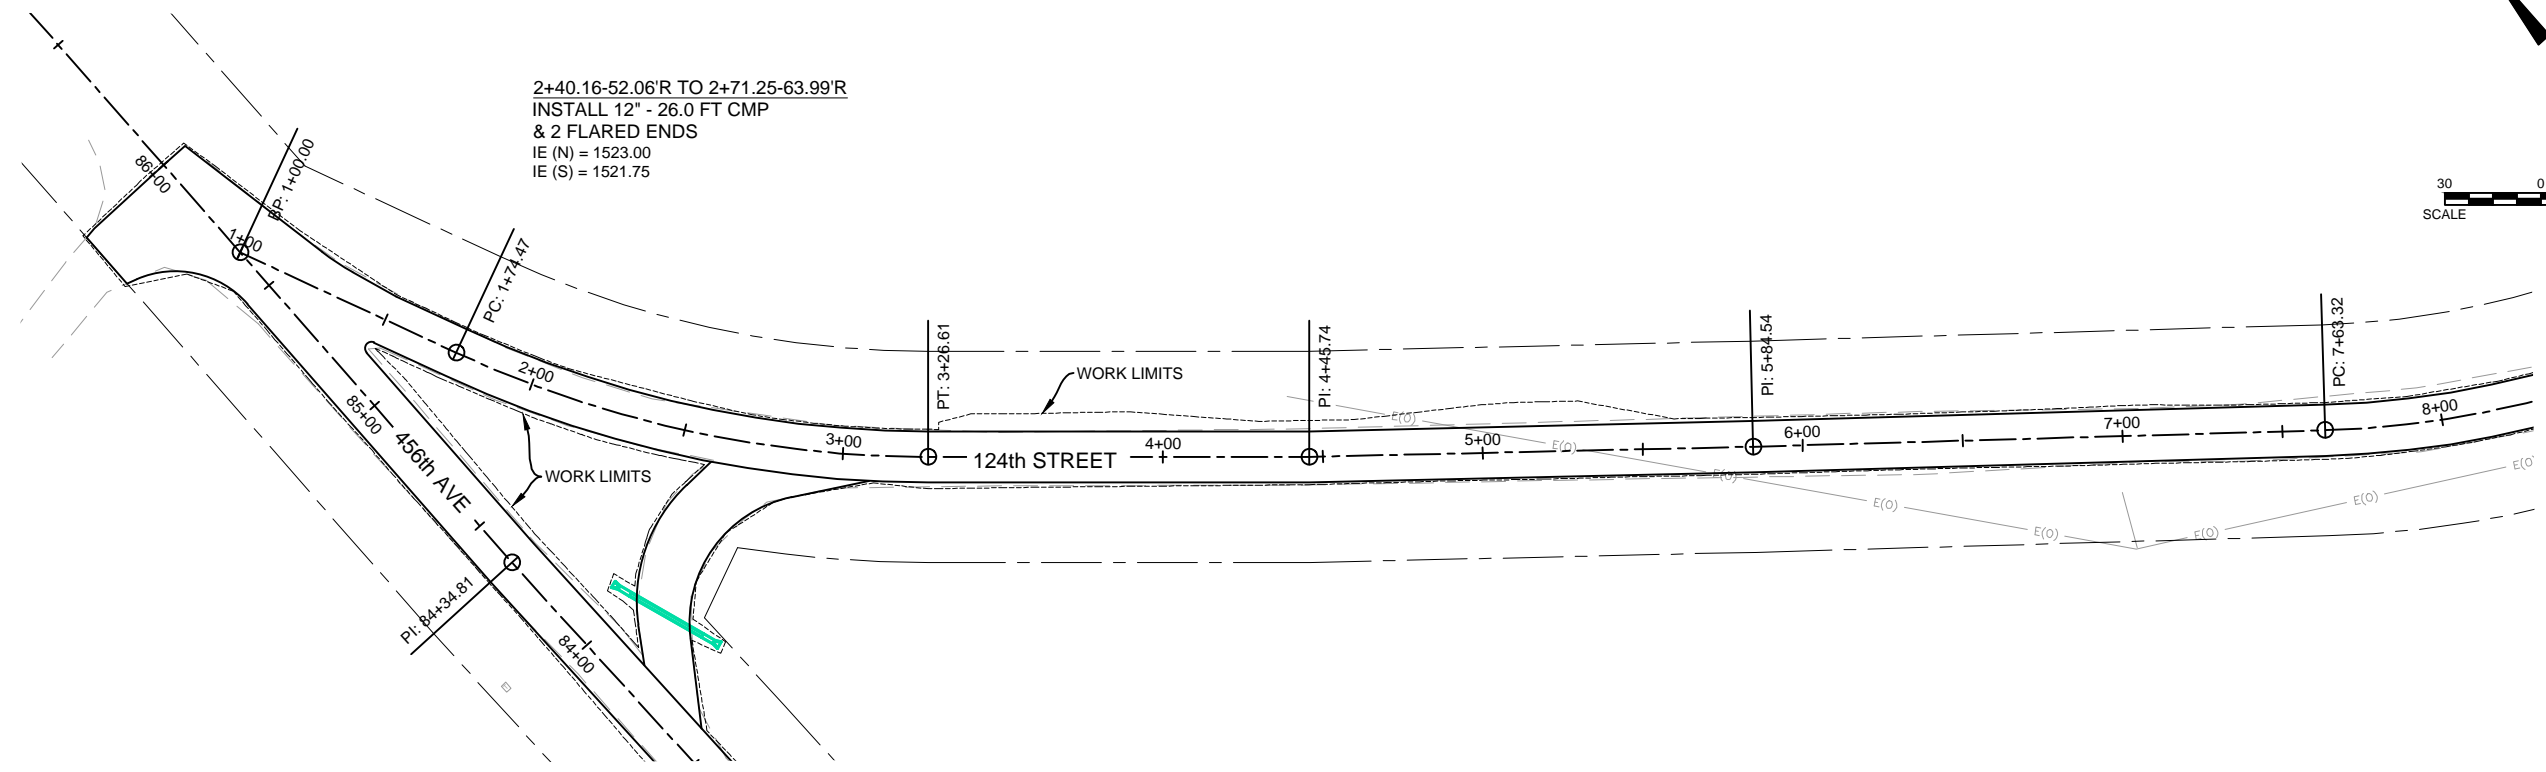 2+40.16-52.06'R TO 2+71.25-63.99'R
INSTALL 12" - 26.0 FT CMP
& 2 FLARED ENDS
IE (N) = 1523.00
IE (S) = 1521.75
86+00
BP: 1+00.00
1+00
PC: 1+74.47
2+00
85+00
456th AVE
WORK LIMITS
PI: 84+34.81
84+00
3+00
PT: 3+26.61
124th STREET
WORK LIMITS
4+00
PI: 4+45.74
E(O)
5+00
E(O)
E(O)
PI: 5+84.54
6+00
E(O)
E(O)
7+00
E(O)
E(O)
E(O
PC: 7+63.32
8+00
30 0
SCALE